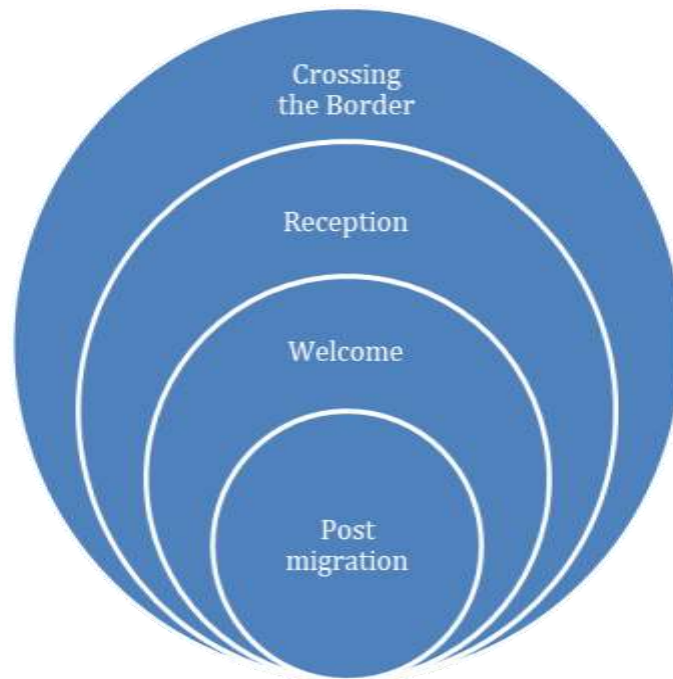 Crossing
the Border
Reception
Welcome
Post
migration